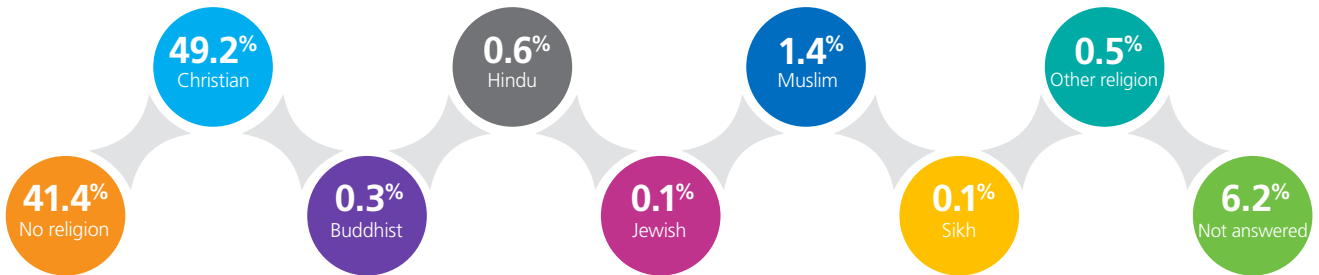 49.2%
Christian
0.6%
Hindu
1.4%
Muslim
0.5%
Other religion
41.4%
No religion
0.3%
Buddhist
0.1%
Jewish
0.1%
Sikh
6.2%
Not answered